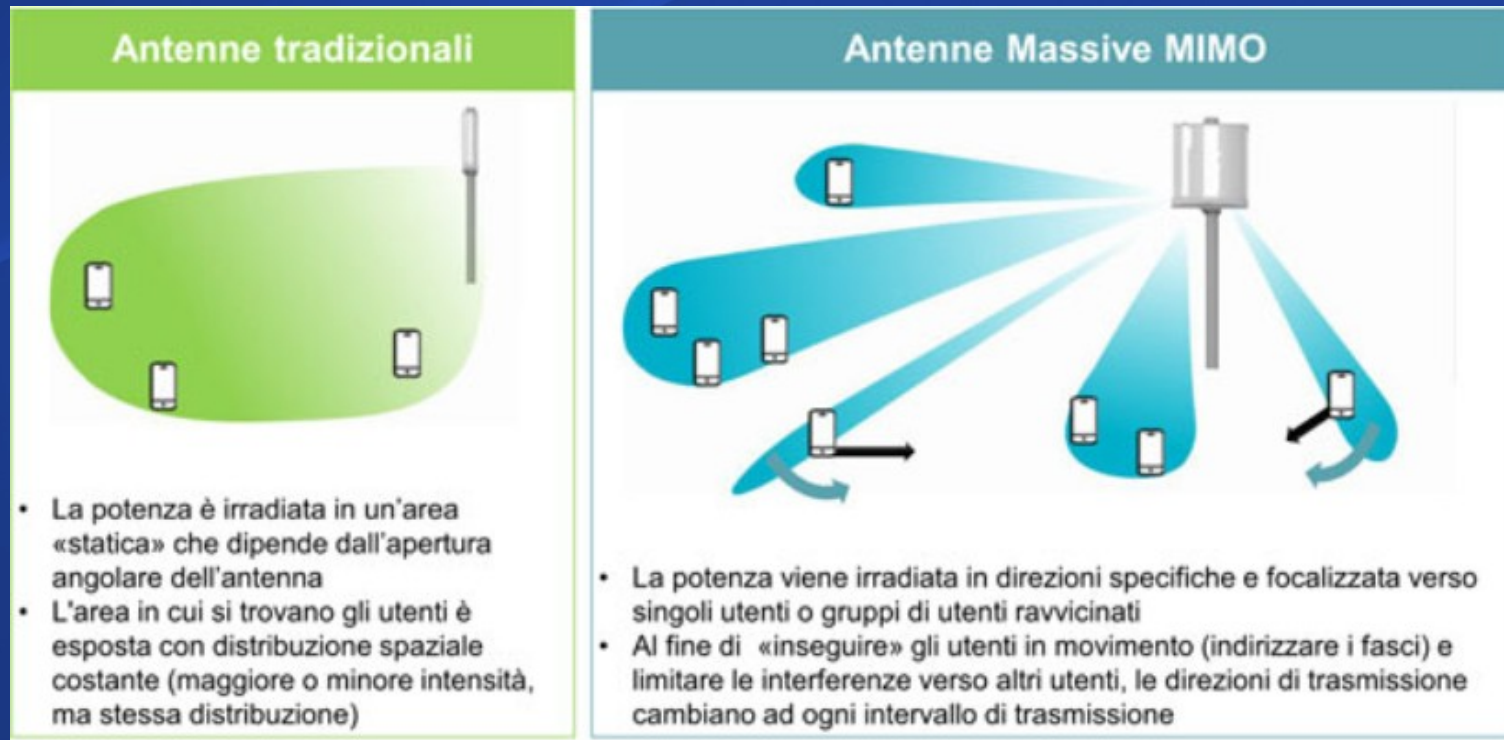 Antenne tradizionali
• La potenza è irradiata in un'area
«statica» che dipende dall'apertura
angolare dell'antenna
• L'area in cui si trovano gli utenti è
esposta con distribuzione spaziale
costante (maggiore o minore intensità,
ma stessa distribuzione)
Antenne Massive MIMO
• La potenza viene irradiata in direzioni specifiche e focalizzata verso
singoli utenti o gruppi di utenti ravvicinati
• Al fine di «inseguire» gli utenti in movimento (indirizzare i fasci) e
limitare le interferenze verso altri utenti, le direzioni di trasmissione
cambiano ad ogni intervallo di trasmissione